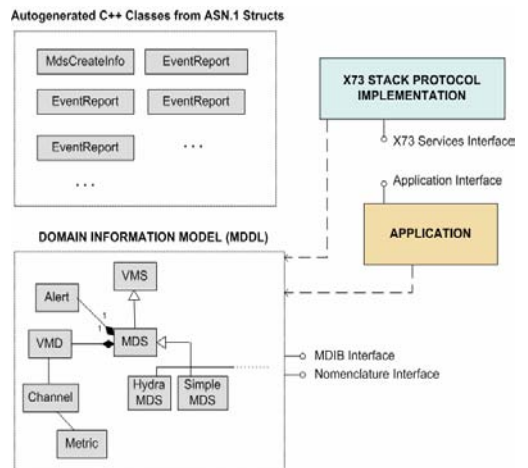 Autogenerated C++ Classes from ASN.1 Structs
MdsCreateInfo
EventReport
EventReport
EventReport
EventReport
...
...
X73 STACK PROTOCOL
IMPLEMENTATION
X73 Services Interface
Application Interface
APPLICATION
DOMAIN INFORMATION MODEL (MDDL)
VMS
Alert
1
1
VMD
MDS
Hydra
MDS
Simple
MDS
Channel
Metric
MDIB Interface
Nomenclature Interface